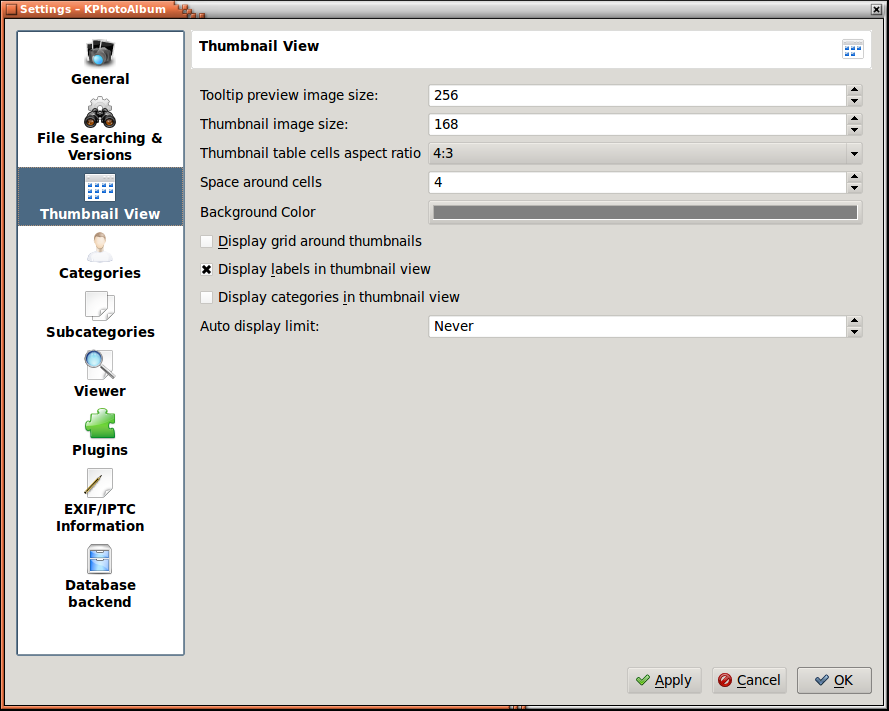 Settings – KPhotoAlbum
General
File Searching &
Versions
Thumbnail View
Categories
Subcategories
Viewer
Plugins
EXIF/IPTC
Information
Database
backend
Thumbnail View
Tooltip preview image size: 256
Thumbnail image size: 168
Thumbnail table cells aspect ratio 4:3
Space around cells 4
Background Color
Display grid around thumbnails
Display labels in thumbnail view
Display categories in thumbnail view
Auto display limit: Never
Apply Cancel OK